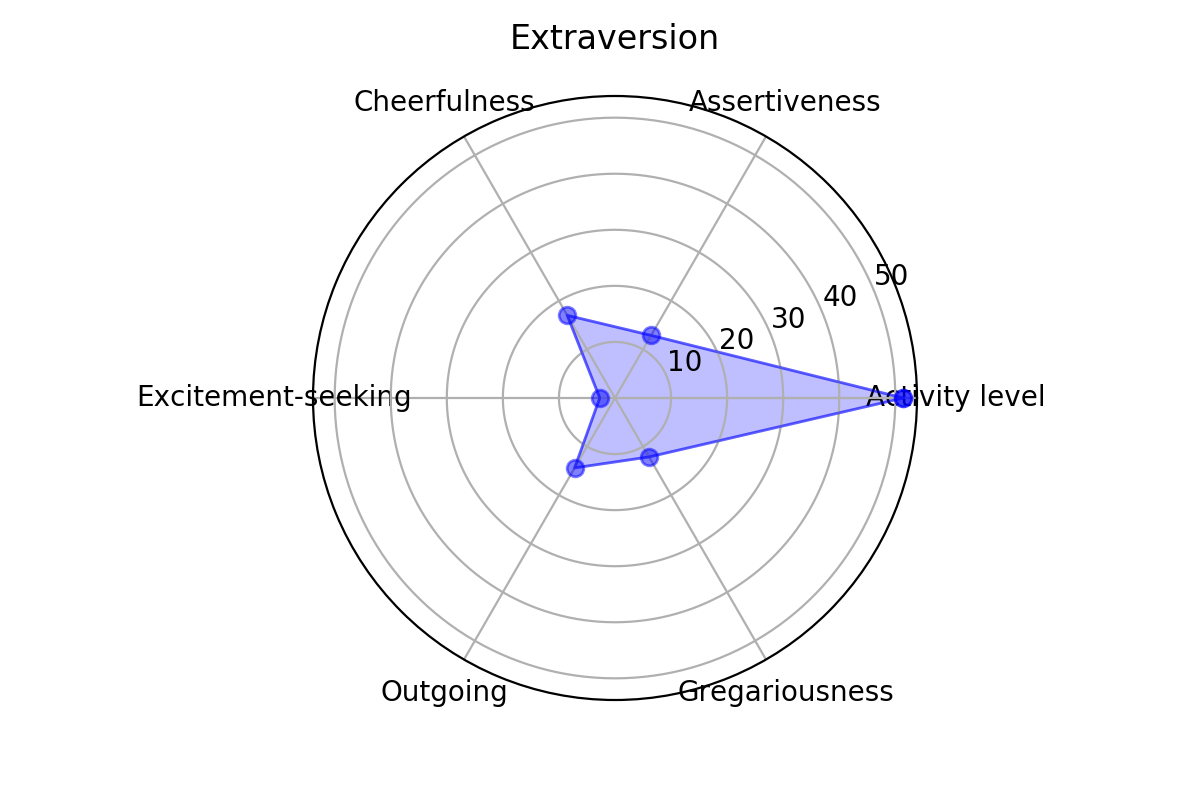 Extraversion
Cheerfulness
Assertiveness
50
40
30
20
10
Excitement-seeking
Activity level
Outgoing
Gregariousness